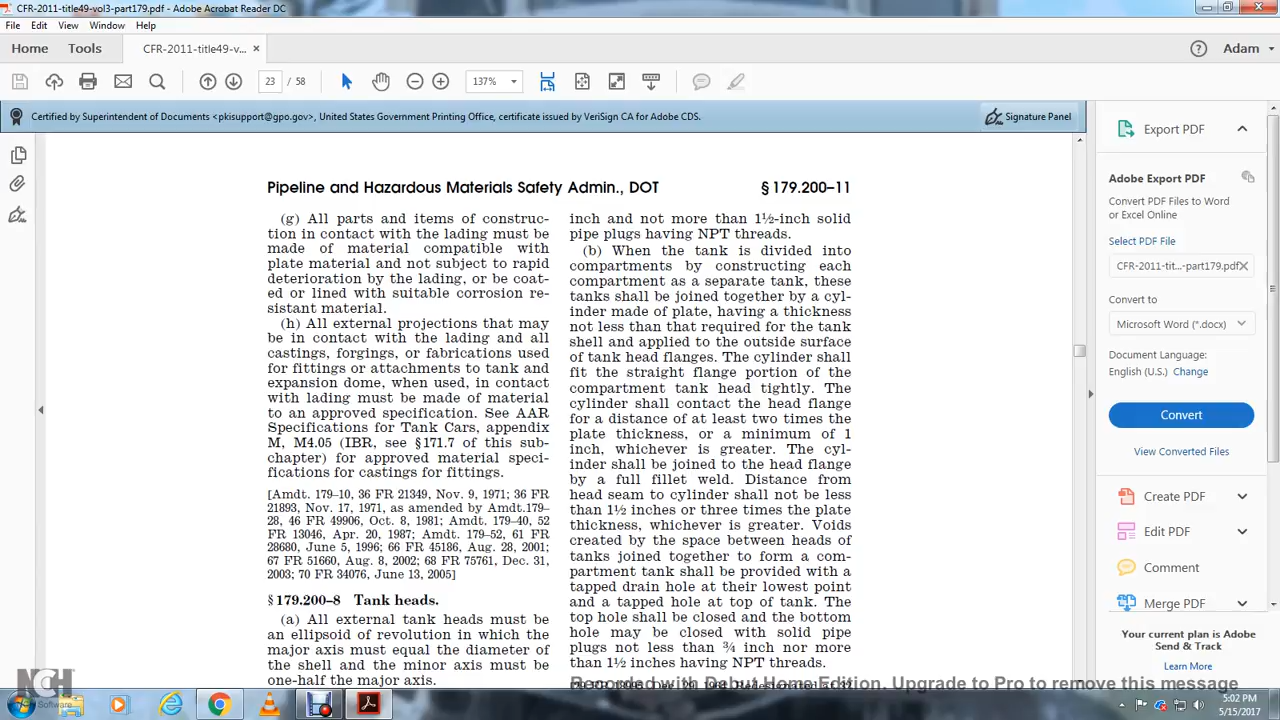 CFR-2011-title49-vol3-part179.pdf - Adobe Acrobat Reader DC
File Edit View Window Help
Home Tools CFR-2011-title49-v... × Adam
23 / 58 137%
Certified by Superintendent of Documents <pkisupport@gpo.gov>, United States Government Printing Office, certificate issued by VeriSign CA for Adobe CDS.
Signature Panel
Pipeline and Hazardous Materials Safety Admin., DOT § 179.200–11
(g) All parts and items of construc-
tion in contact with the lading must be
made of material compatible with
plate material and not subject to rapid
deterioration by the lading, or be coat-
ed or lined with suitable corrosion re-
sistant material.
(h) All external projections that may
be in contact with the lading and all
castings, forgings, or fabrications used
for fittings or attachments to tank and
expansion dome, when used, in contact
with lading must be made of material
to an approved specification. See AAR
Specifications for Tank Cars, appendix
M, M4.05 (IBR, see §171.7 of this sub-
chapter) for approved material speci-
fications for castings for fittings.
[Amdt. 179–10, 36 FR 21349, Nov. 9, 1971; 36 FR
21893, Nov. 17, 1971, as amended by Amdt.179–
28, 46 FR 49906, Oct. 8, 1981; Amdt. 179–40, 52
FR 13046, Apr. 20, 1987; Amdt. 179–52, 61 FR
28680, June 5, 1996; 66 FR 45186, Aug. 28, 2001;
67 FR 51660, Aug. 8, 2002; 68 FR 75761, Dec. 31,
2003; 70 FR 34076, June 13, 2005]
§ 179.200–8 Tank heads.
(a) All external tank heads must be
an ellipsoid of revolution in which the
major axis must equal the diameter of
the shell and the minor axis must be
one-half the major axis.
inch and not more than 1½-inch solid
pipe plugs having NPT threads.
(b) When the tank is divided into
compartments by constructing each
compartment as a separate tank, these
tanks shall be joined together by a cyl-
inder made of plate, having a thickness
not less than that required for the tank
shell and applied to the outside surface
of tank head flanges. The cylinder shall
fit the straight flange portion of the
compartment tank head tightly. The
cylinder shall contact the head flange
for a distance of at least two times the
plate thickness, or a minimum of 1
inch, whichever is greater. The cyl-
inder shall be joined to the head flange
by a full fillet weld. Distance from
head seam to cylinder shall not be less
than 1½ inches or three times the plate
thickness, whichever is greater. Voids
created by the space between heads of
tanks joined together to form a com-
partment tank shall be provided with a
tapped drain hole at their lowest point
and a tapped hole at top of tank. The
top hole shall be closed and the bottom
hole may be closed with solid pipe
plugs not less than ¾ inch nor more
than 1½ inches having NPT threads.
Export PDF
Adobe Export PDF
Convert PDF Files to Word
or Excel Online
Select PDF File
CFR-2011-tit...-part179.pdf
Convert to
Microsoft Word (*.docx)
Document Language:
English (U.S.) Change
Convert
View Converted Files
Create PDF
Edit PDF
Comment
Merge PDF
Your current plan is Adobe
Send & Track
Learn More
NCH
Software
Recorded with Debut Home Edition. Upgrade to Pro to remove this message
5:02 PM
5/15/2017